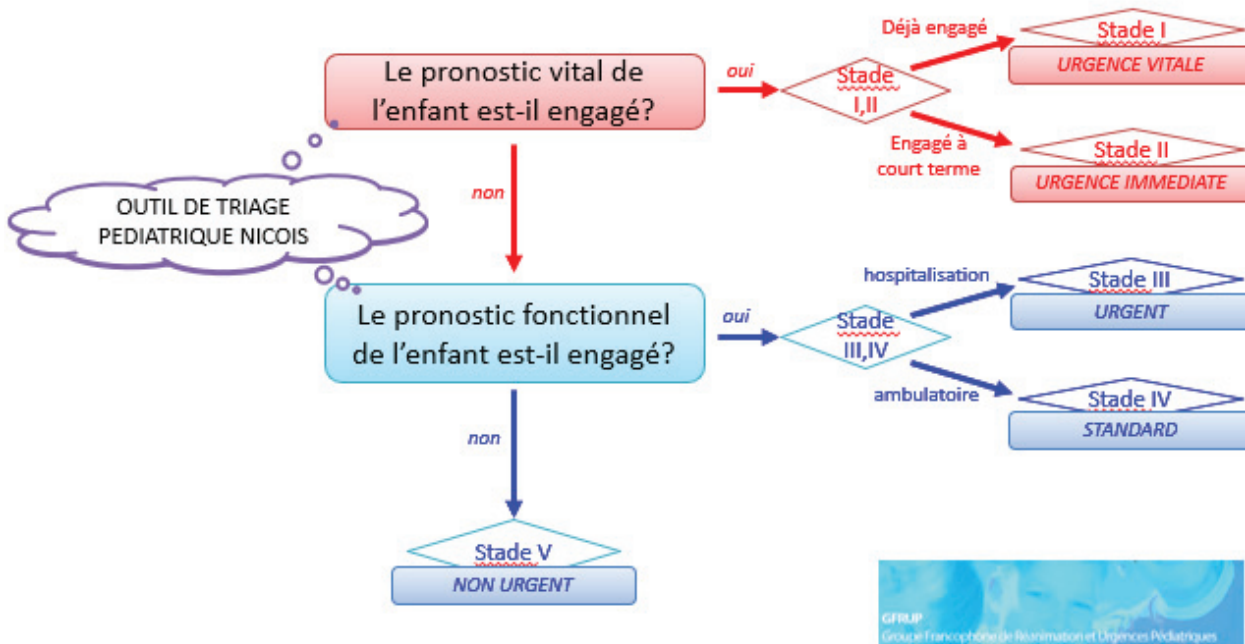 Le pronostic vital de
l'enfant est-il engagé?
oui
Stade
I,II
Déjà engagé
Stade I
URGENCE VITALE
Engagé à
court terme
Stade II
URGENCE IMMEDIATE
non
OUTIL DE TRIAGE
PEDIATRIQUE NICOIS
Le pronostic fonctionnel
de l'enfant est-il engagé?
oui
Stade
III,IV
hospitalisation
Stade III
URGENT
ambulatoire
Stade IV
STANDARD
non
Stade V
NON URGENT
GFRUP
Groupe Francophone de Réanimation et Urgences Pédiatriques